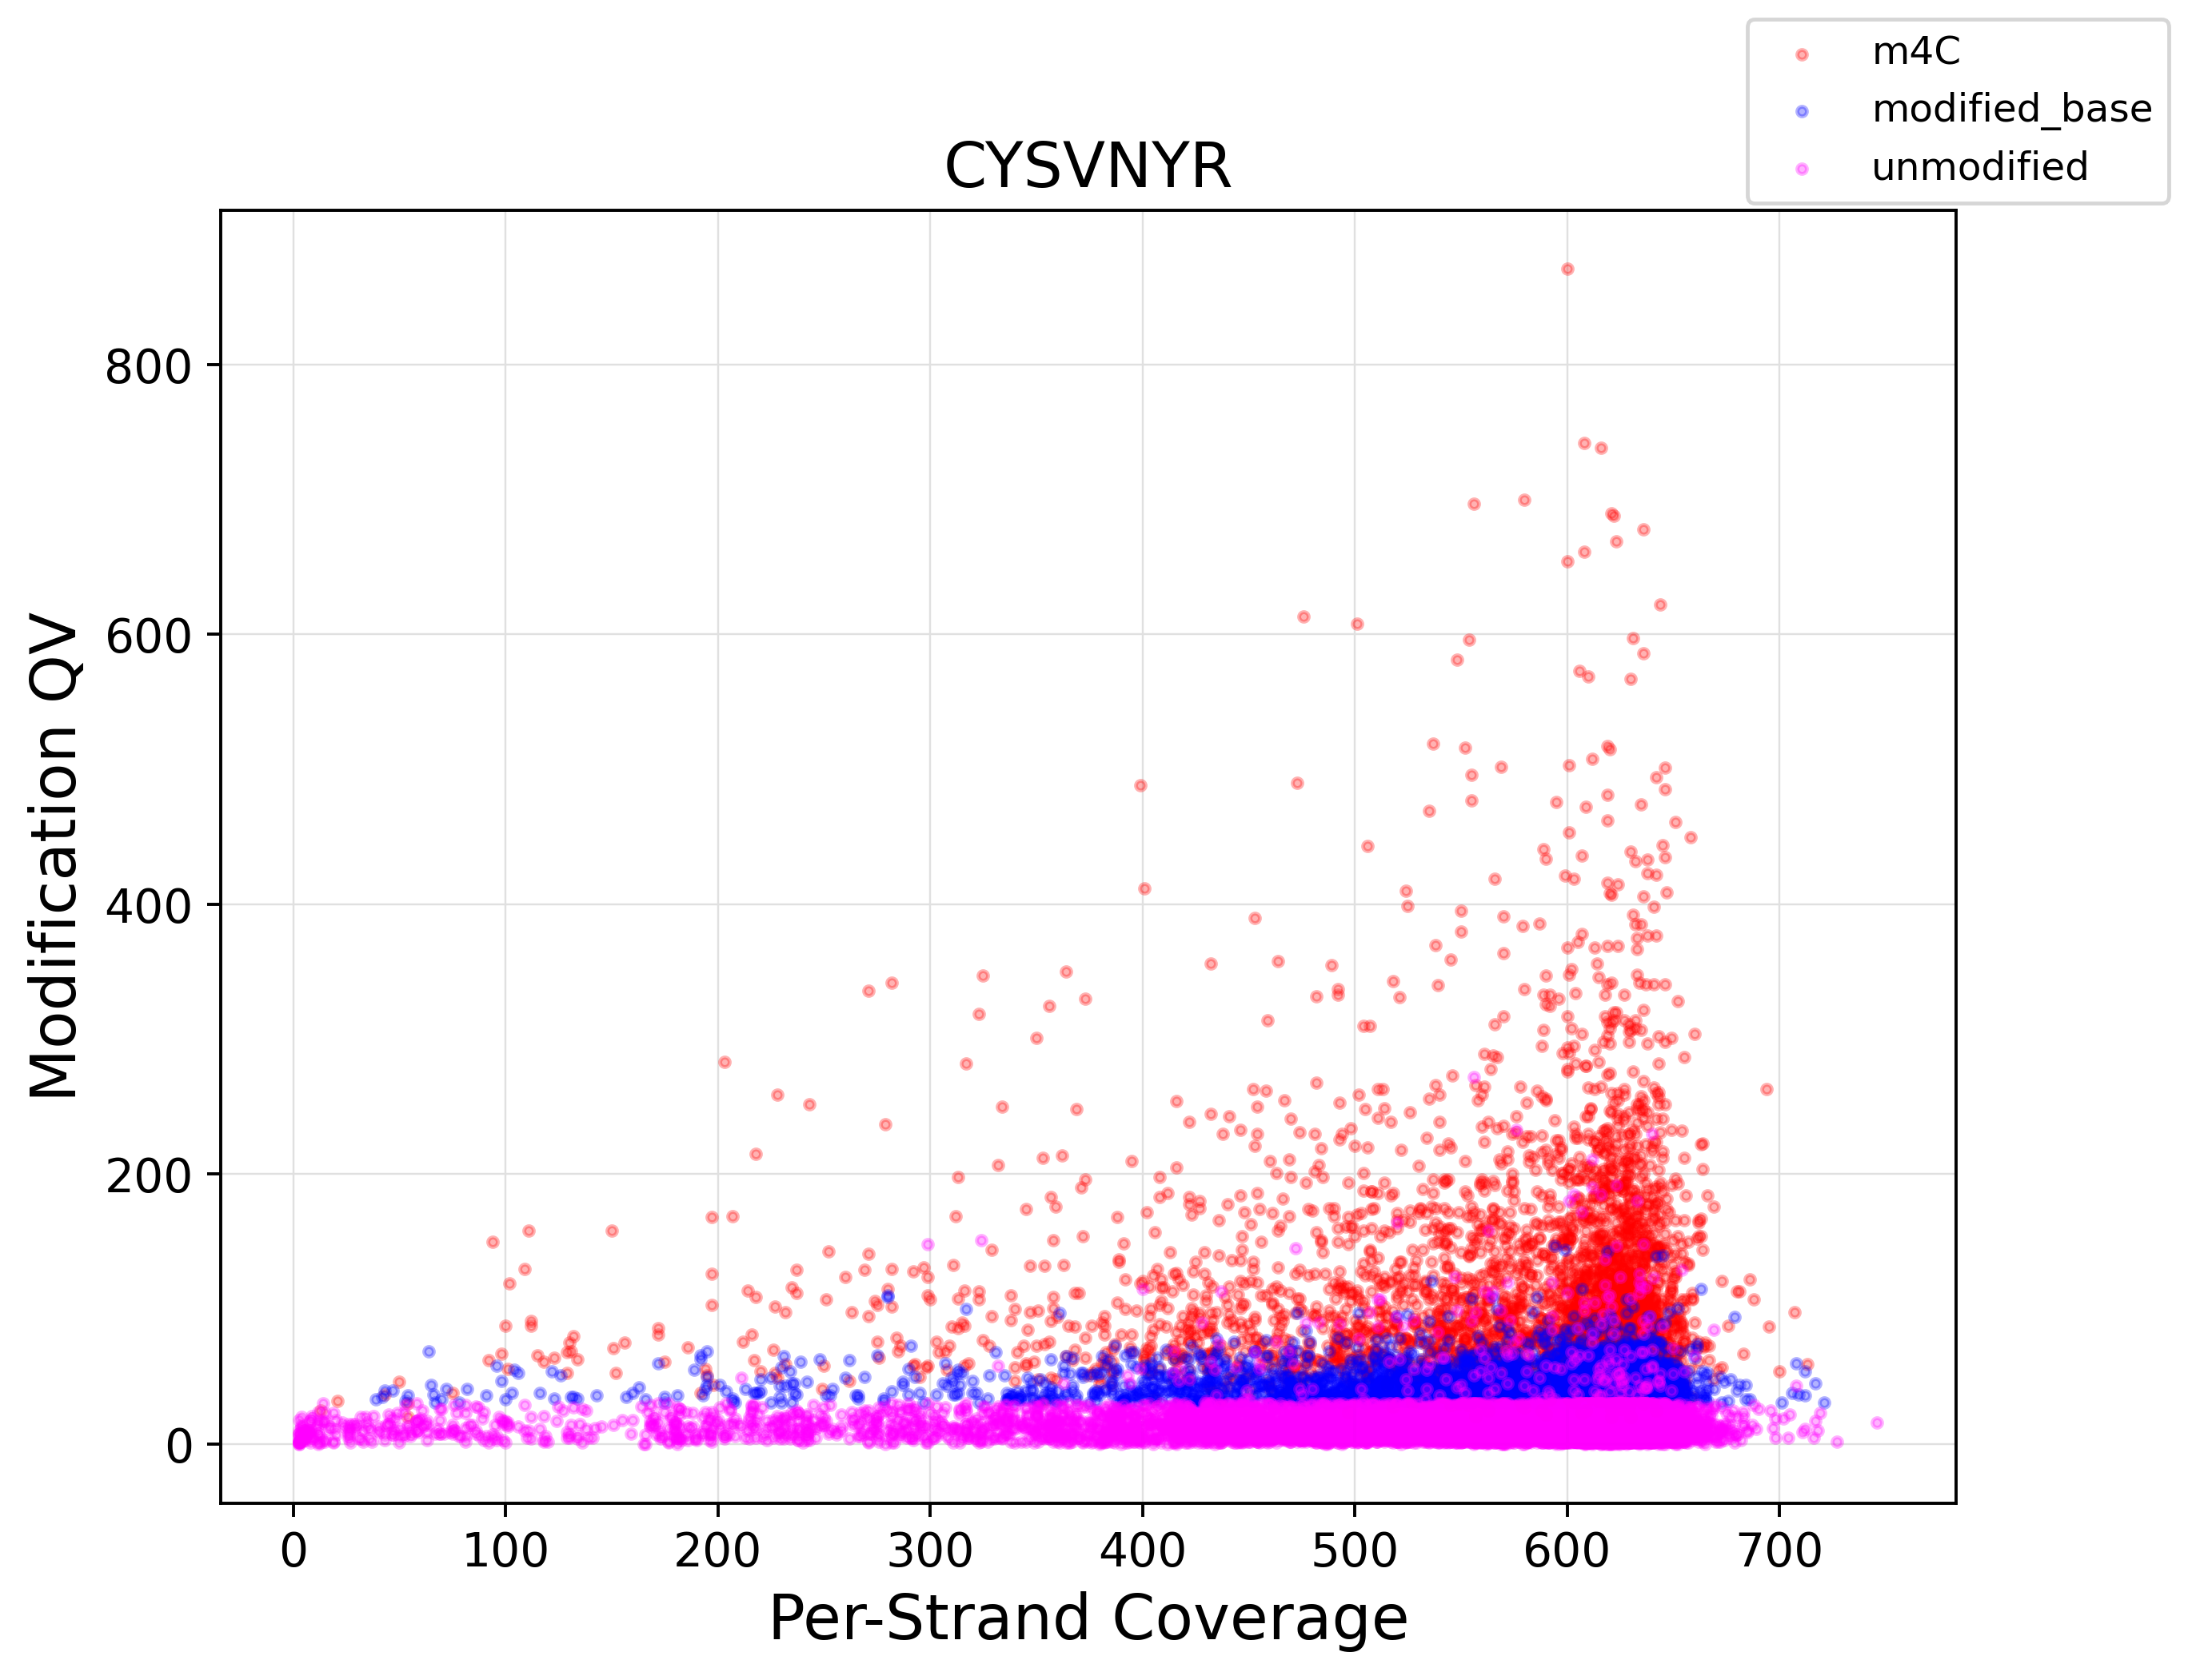 m4C
modified_base
unmodified
CYSVNYR
Modification QV
800
600
400
200
0
0 100 200 300 400 500 600 700
Per-Strand Coverage